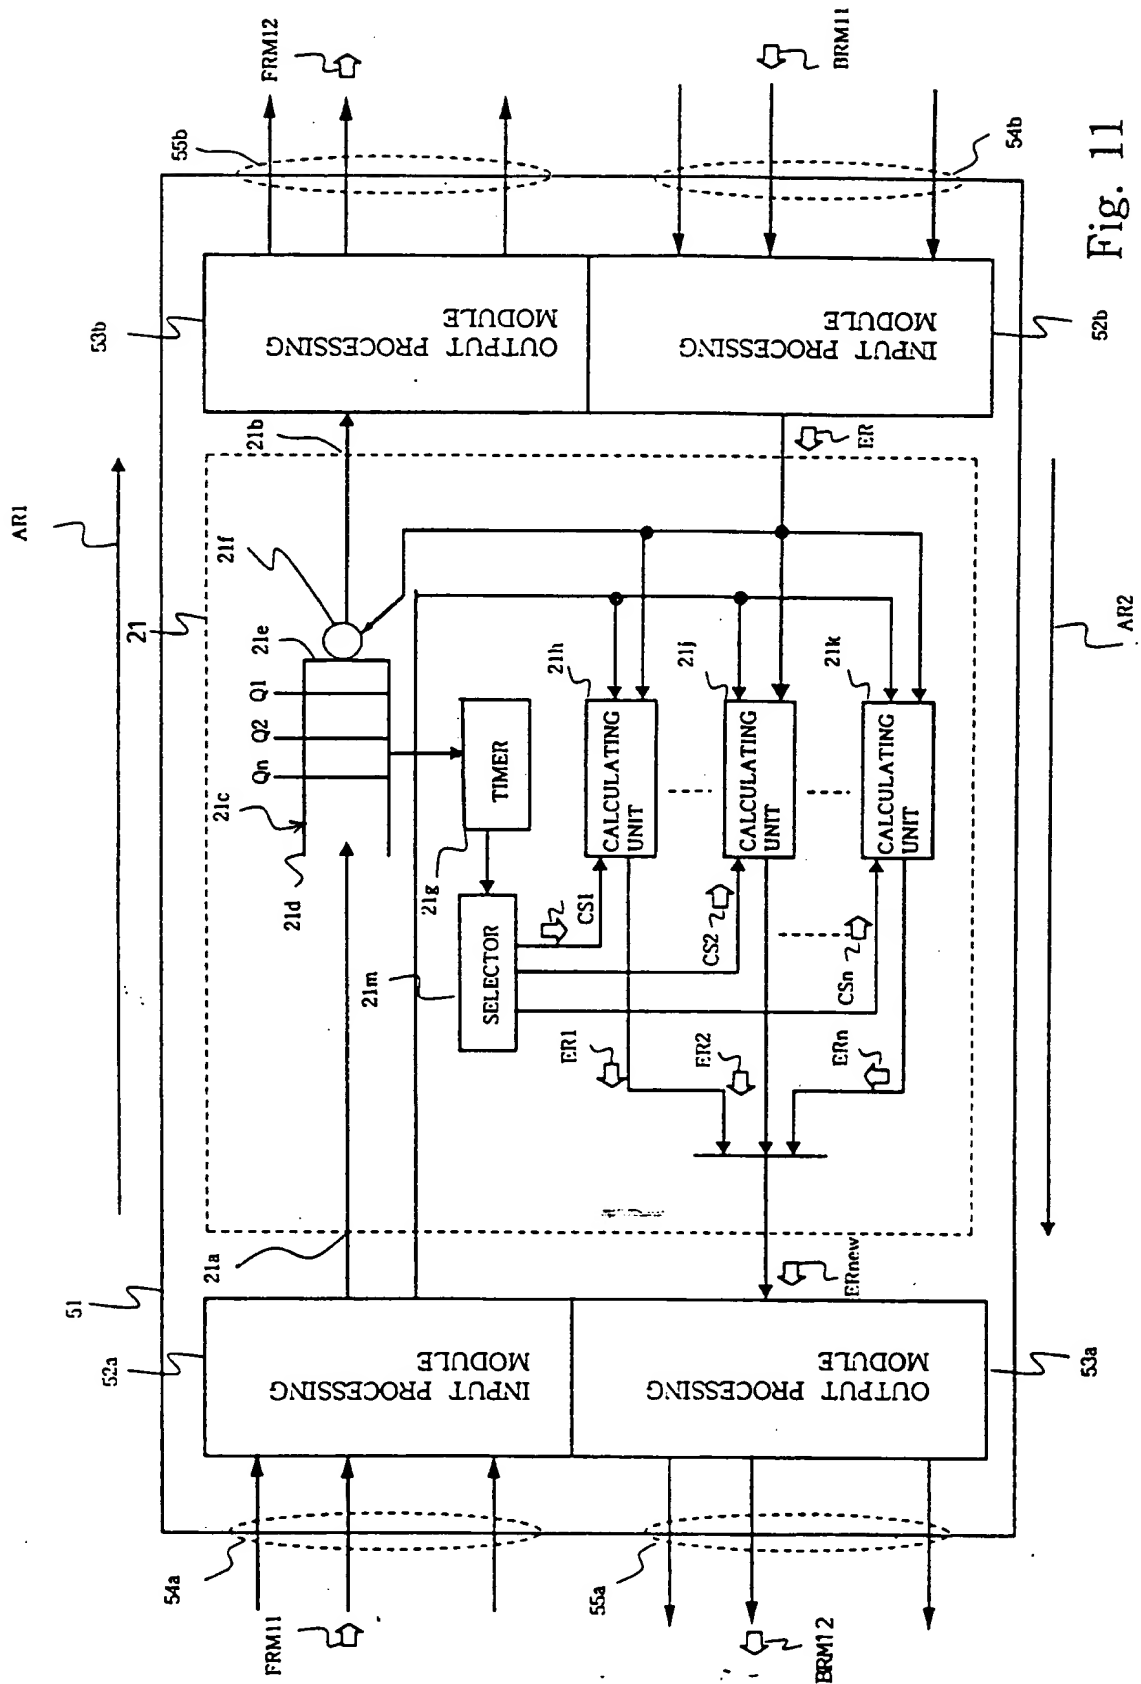 AR1
51
21
52a
INPUT PROCESSING
MODULE
21a
21d
21c
Qn
Q2
Q1
21e
21f
21b
53b
OUTPUT PROCESSING
MODULE
55b
FRM12
54a
FRM11
21m
SELECTOR
21g
TIMER
CS1
CALCULATING
UNIT
21h
CS2
CALCULATING
UNIT
21j
CSn
CALCULATING
UNIT
21k
ER1
ER2
ERn
ERnew
ER
53a
OUTPUT PROCESSING
MODULE
55a
BRM12
52b
INPUT PROCESSING
MODULE
54b
BRM11
AR2
Fig. 11